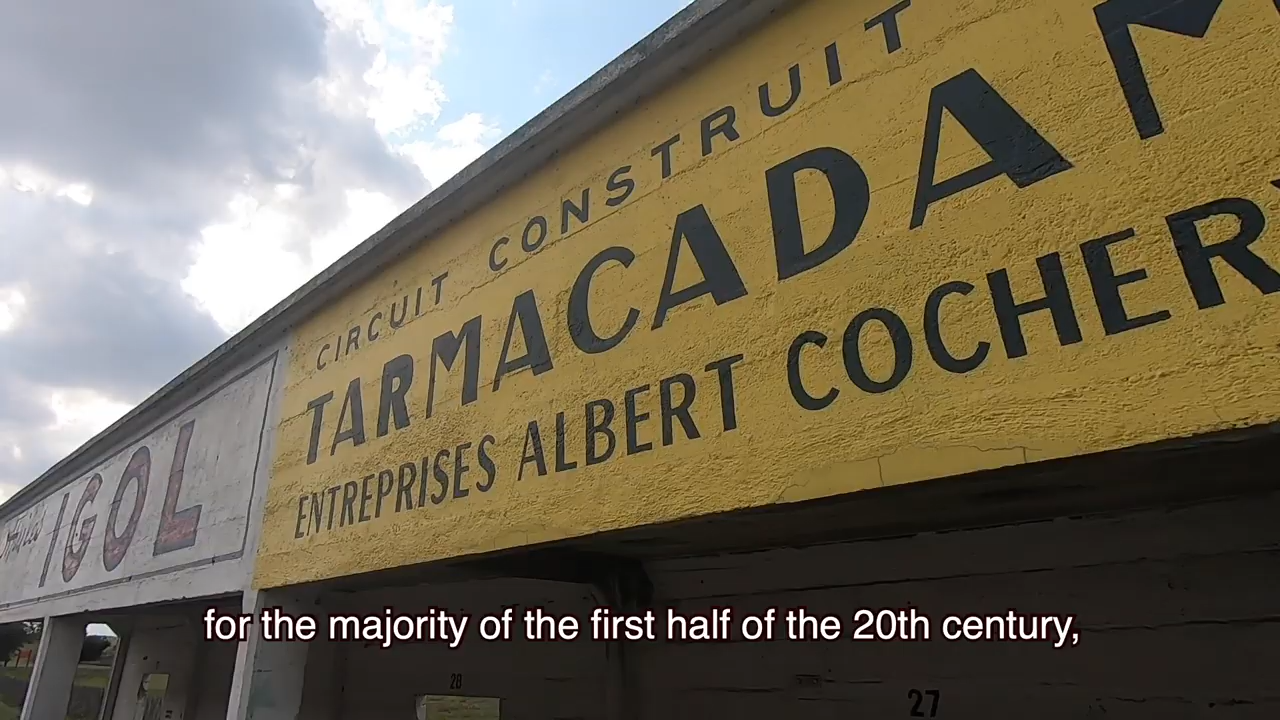 CIRCUIT CONSTRUIT
TARMACADAM
ENTREPRISES ALBERT COCHERY
IGOL
28
27
for the majority of the first half of the 20th century,